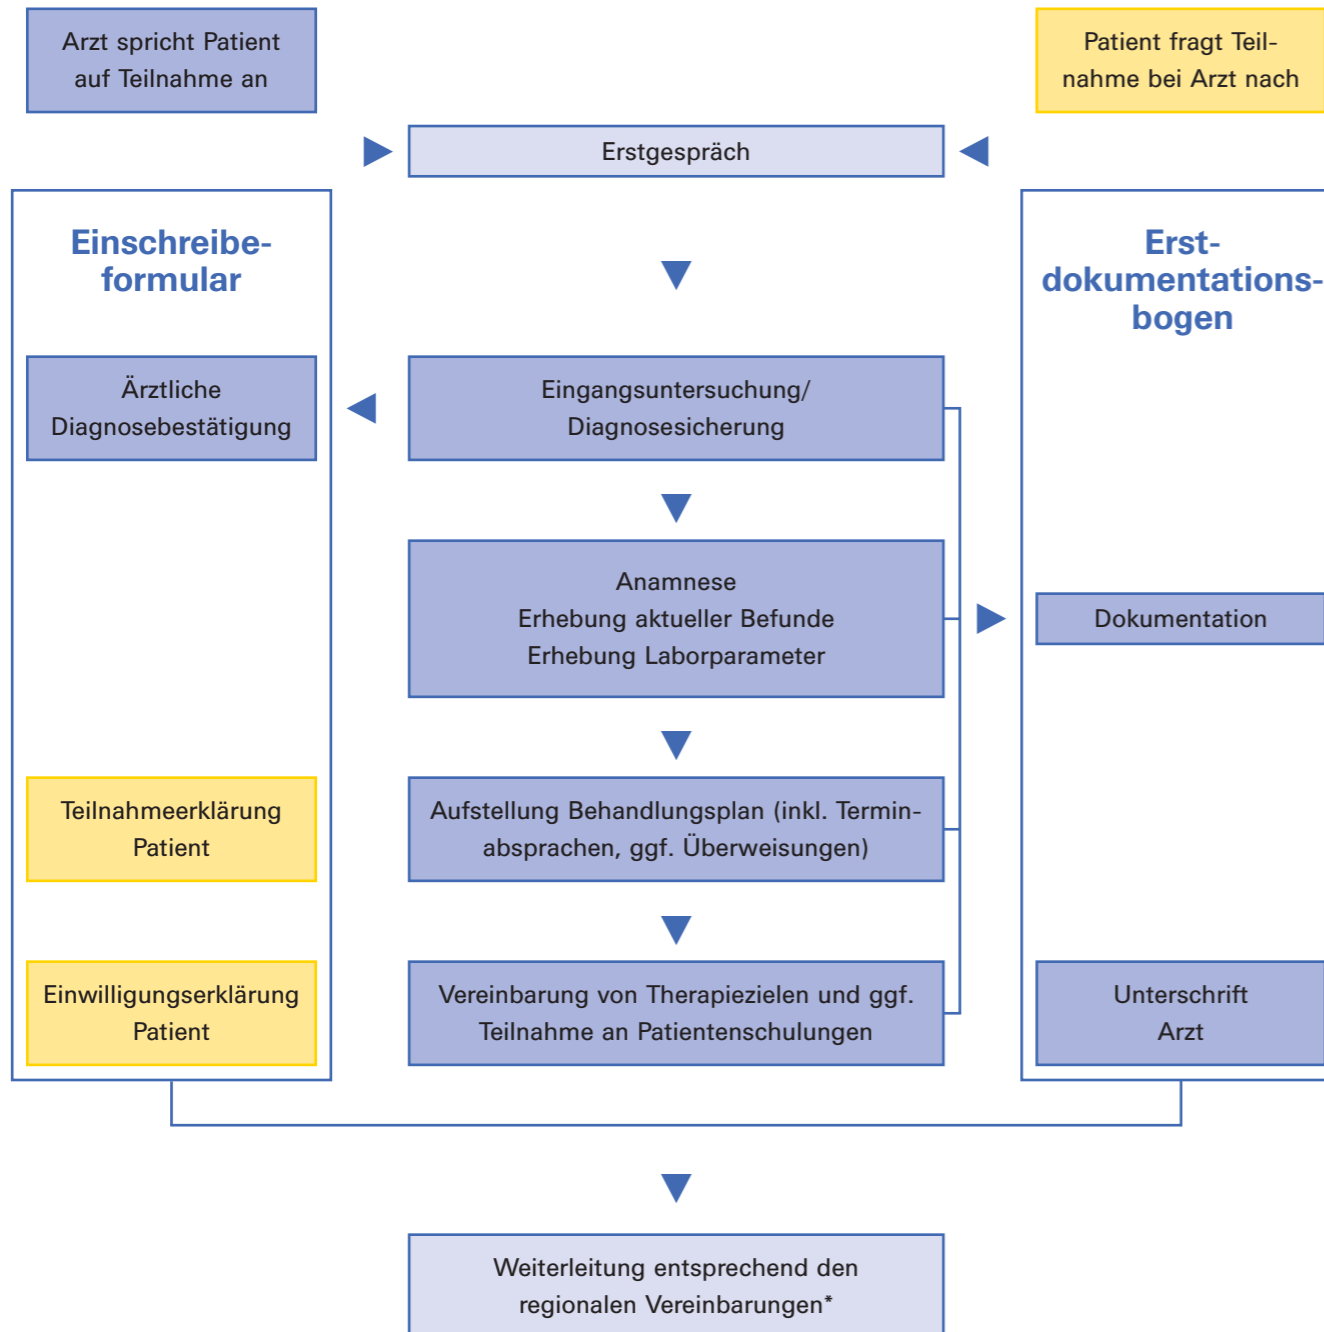 Arzt spricht Patient
auf Teilnahme an
Patient fragt Teil-
nahme bei Arzt nach
Erstgespräch
Einschreibe-
formular
Erst-
dokumentations-
bogen
Ärztliche
Diagnosebestätigung
Eingangsuntersuchung/
Diagnosesicherung
Anamnese
Erhebung aktueller Befunde
Erhebung Laborparameter
Dokumentation
Teilnahmeerklärung
Patient
Aufstellung Behandlungsplan (inkl. Termin-
absprachen, ggf. Überweisungen)
Einwilligungserklärung
Patient
Vereinbarung von Therapiezielen und ggf.
Teilnahme an Patientenschulungen
Unterschrift
Arzt
Weiterleitung entsprechend den
regionalen Vereinbarungen*